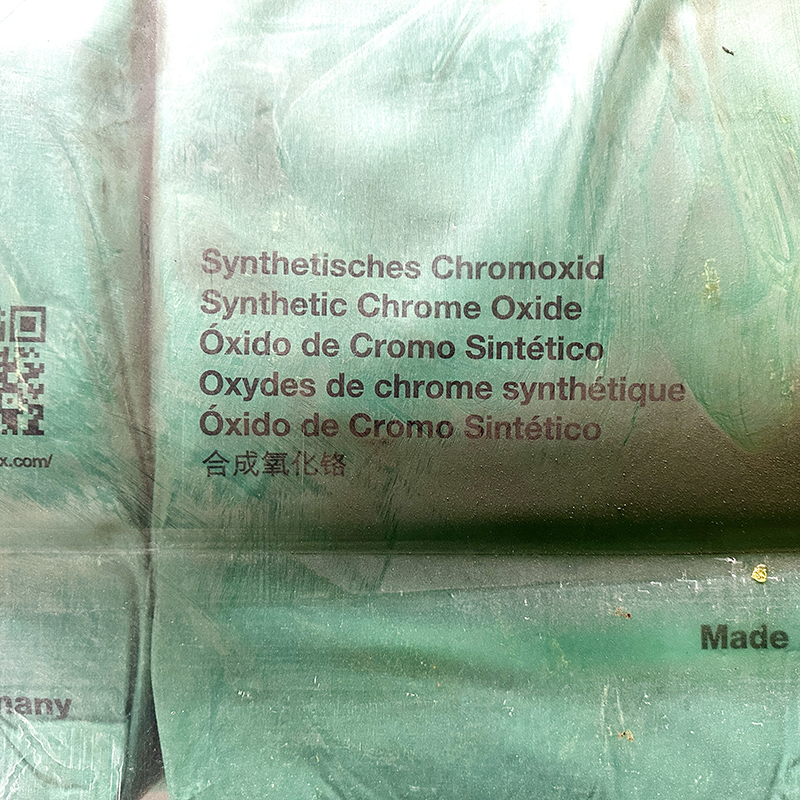 Synthetisches Chromoxid
Synthetic Chrome Oxide
Óxido de Cromo Sintético
Oxydes de chrome synthétique
Óxido de Cromo Sintético
合成氧化铬
x.com/
Made
many